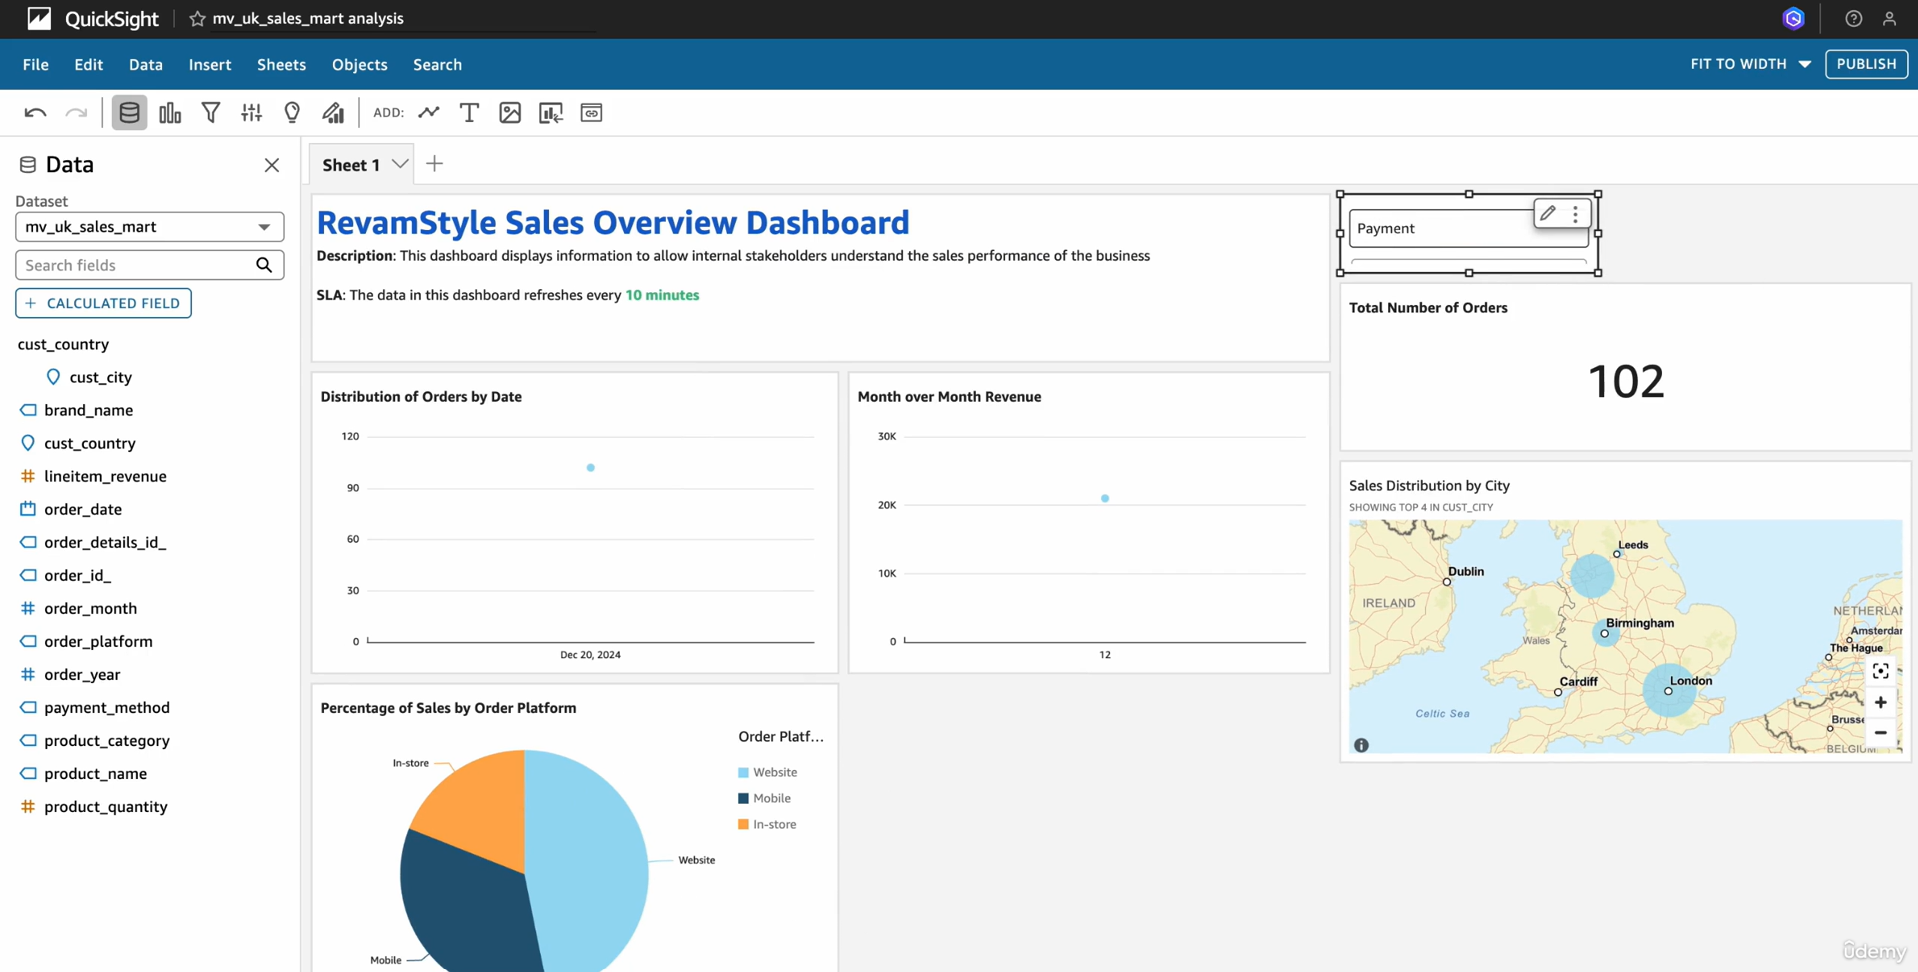 QuickSight
mv_uk_sales_mart analysis
File Edit Data Insert Sheets Objects Search
FIT TO WIDTH
PUBLISH
ADD:
Data
Dataset
mv_uk_sales_mart
Search fields
+ CALCULATED FIELD
cust_country
cust_city
brand_name
cust_country
lineitem_revenue
order_date
order_details_id_
order_id_
order_month
order_platform
order_year
payment_method
product_category
product_name
product_quantity
Sheet 1
RevamStyle Sales Overview Dashboard
Description: This dashboard displays information to allow internal stakeholders understand the sales performance of the business
SLA: The data in this dashboard refreshes every 10 minutes
Payment
Total Number of Orders
102
Distribution of Orders by Date
120
90
60
30
0
Dec 20, 2024
Month over Month Revenue
30K
20K
10K
0
12
Sales Distribution by City
SHOWING TOP 4 IN CUST_CITY
Leeds
Dublin
IRELAND
NETHERLAN
Birmingham
Amsterdar
Wales
The Hague
Cardiff
London
Celtic Sea
Brusse
BELGIUM
Percentage of Sales by Order Platform
Order Platf...
Website
Mobile
In-store
In-store
Website
Mobile
ûdemy